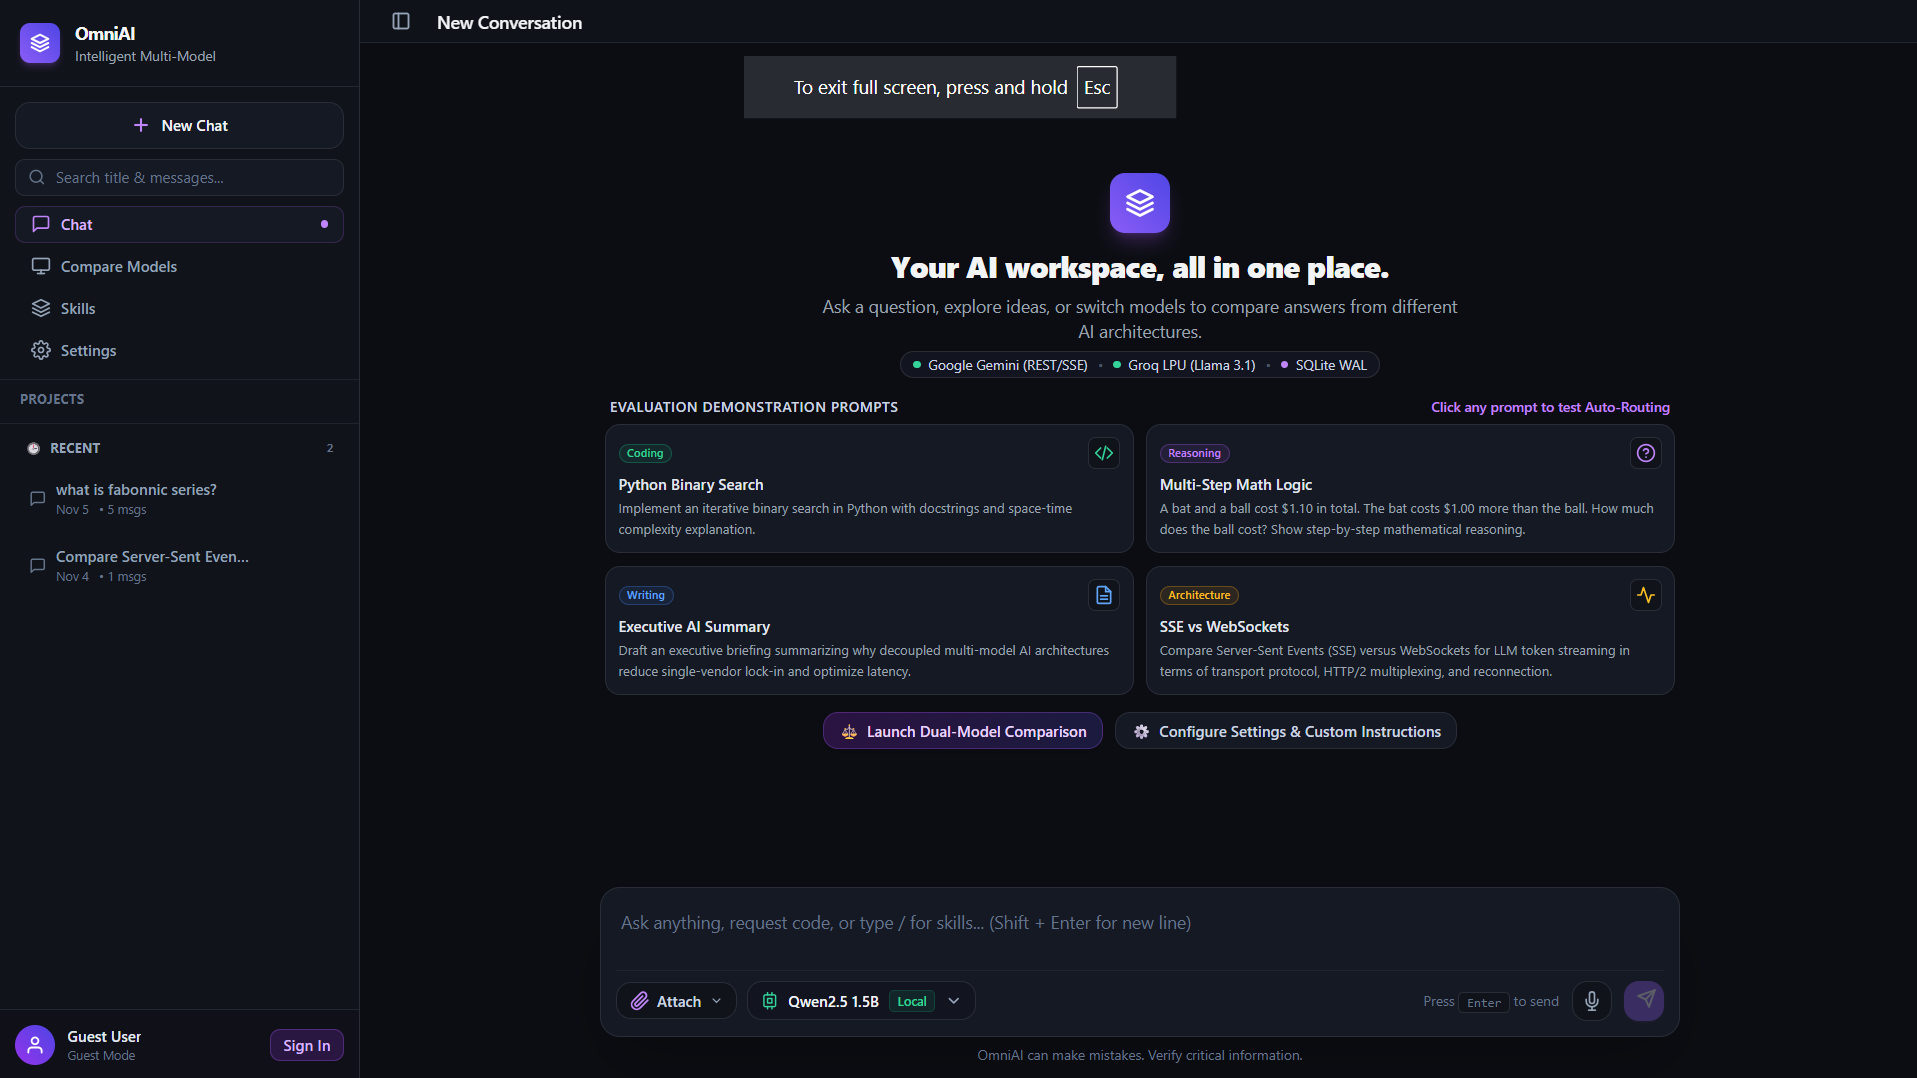 OmniAI
Intelligent Multi-Model
New Chat
Search title & messages...
Chat
Compare Models
Skills
Settings
PROJECTS
RECENT 2
what is fabonnic series?
Nov 5 • 5 msgs
Compare Server-Sent Even...
Nov 4 • 1 msgs
Guest User
Guest Mode
Sign In
New Conversation
To exit full screen, press and hold Esc
Your AI workspace, all in one place.
Ask a question, explore ideas, or switch models to compare answers from different
AI architectures.
Google Gemini (REST/SSE) • Groq LPU (Llama 3.1) • SQLite WAL
EVALUATION DEMONSTRATION PROMPTS
Click any prompt to test Auto-Routing
Coding
Python Binary Search
Implement an iterative binary search in Python with docstrings and space-time
complexity explanation.
Reasoning
Multi-Step Math Logic
A bat and a ball cost $1.10 in total. The bat costs $1.00 more than the ball. How much
does the ball cost? Show step-by-step mathematical reasoning.
Writing
Executive AI Summary
Draft an executive briefing summarizing why decoupled multi-model AI architectures
reduce single-vendor lock-in and optimize latency.
Architecture
SSE vs WebSockets
Compare Server-Sent Events (SSE) versus WebSockets for LLM token streaming in
terms of transport protocol, HTTP/2 multiplexing, and reconnection.
Launch Dual-Model Comparison
Configure Settings & Custom Instructions
Ask anything, request code, or type / for skills... (Shift + Enter for new line)
Attach
Qwen2.5 1.5B Local
Press Enter to send
OmniAI can make mistakes. Verify critical information.